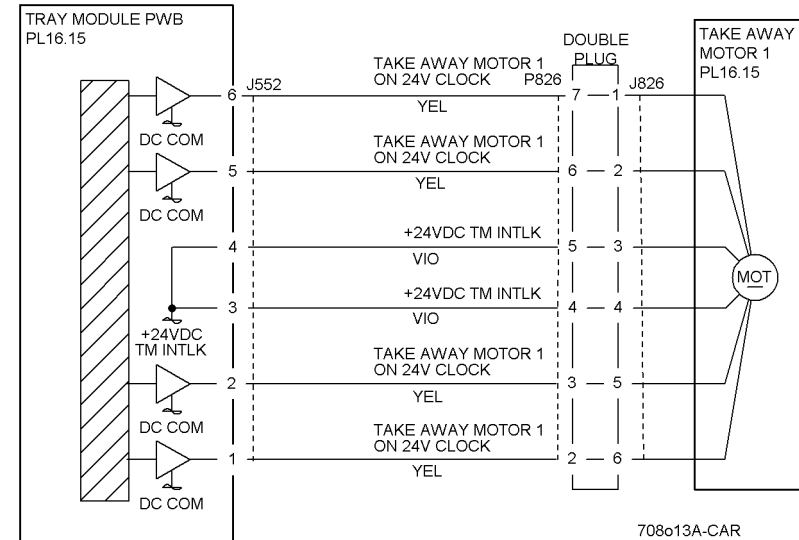 TRAY MODULE PWB
PL16.15
TAKE AWAY
MOTOR 1
PL16.15
DOUBLE
PLUG
TAKE AWAY MOTOR 1
ON 24V CLOCK
P826
J552
J826
6
YEL
7
1
DC COM
TAKE AWAY MOTOR 1
ON 24V CLOCK
5
YEL
6
2
DC COM
+24VDC TM INTLK
4
VIO
5
3
MOT
+24VDC TM INTLK
3
VIO
4
4
+24VDC
TM INTLK
TAKE AWAY MOTOR 1
ON 24V CLOCK
2
YEL
3
5
DC COM
TAKE AWAY MOTOR 1
ON 24V CLOCK
1
YEL
2
6
DC COM
708o13A-CAR